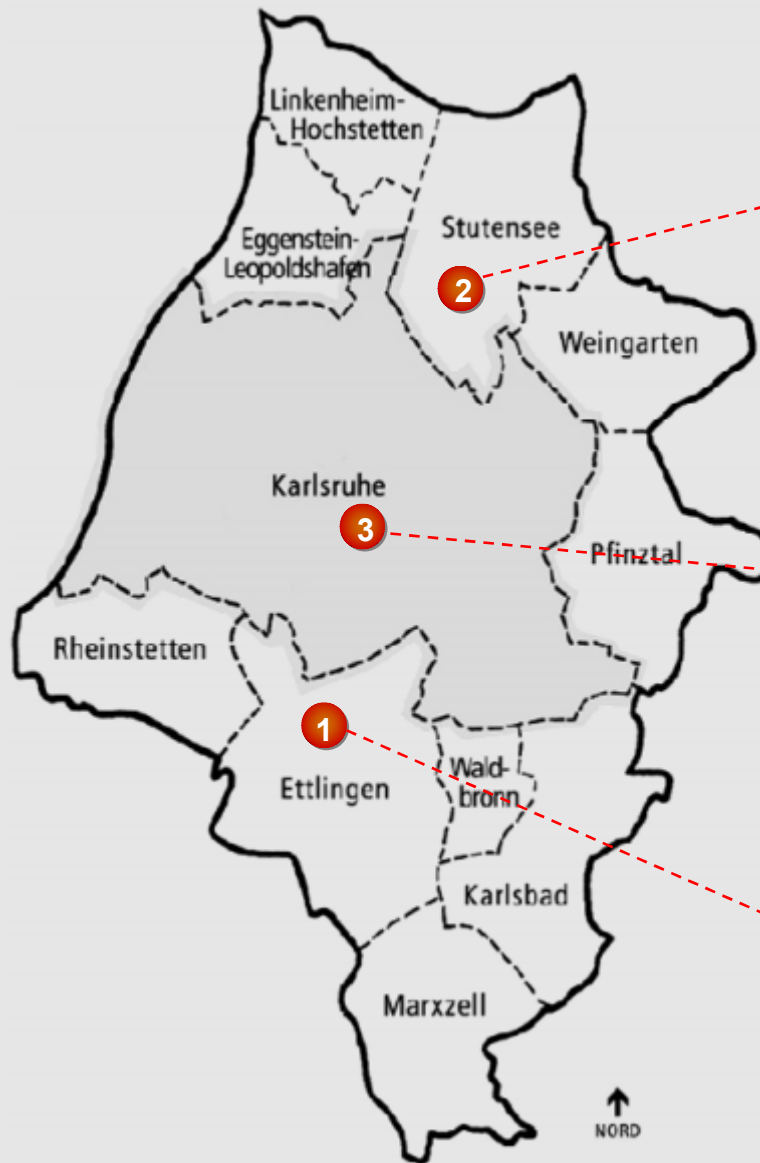 Linkenheim-
Hochstetten
Eggenstein-
Leopoldshafen
Stutensee
2
Weingarten
Karlsruhe
3
Pfinztal
Rheinstetten
1
Ettlingen
Wald-
bronn
Karlsbad
Marxzell
NORD